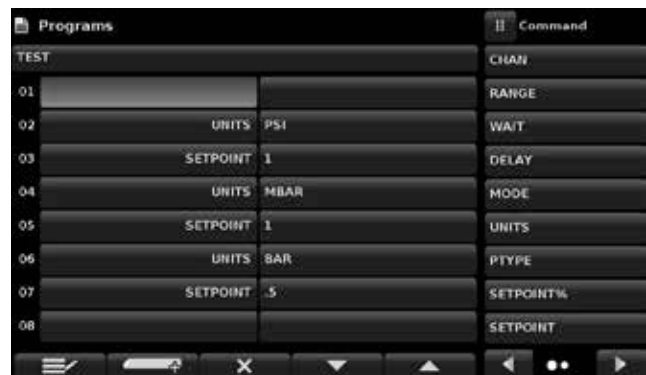 Programs
Command
TEST
CHAN
01
RANGE
02 UNITS PSI
WAIT
03 SETPOINT 1
DELAY
04 UNITS MBAR
MODE
05 SETPOINT 1
UNITS
06 UNITS BAR
PTYPE
07 SETPOINT .5
SETPOINT%
08
SETPOINT